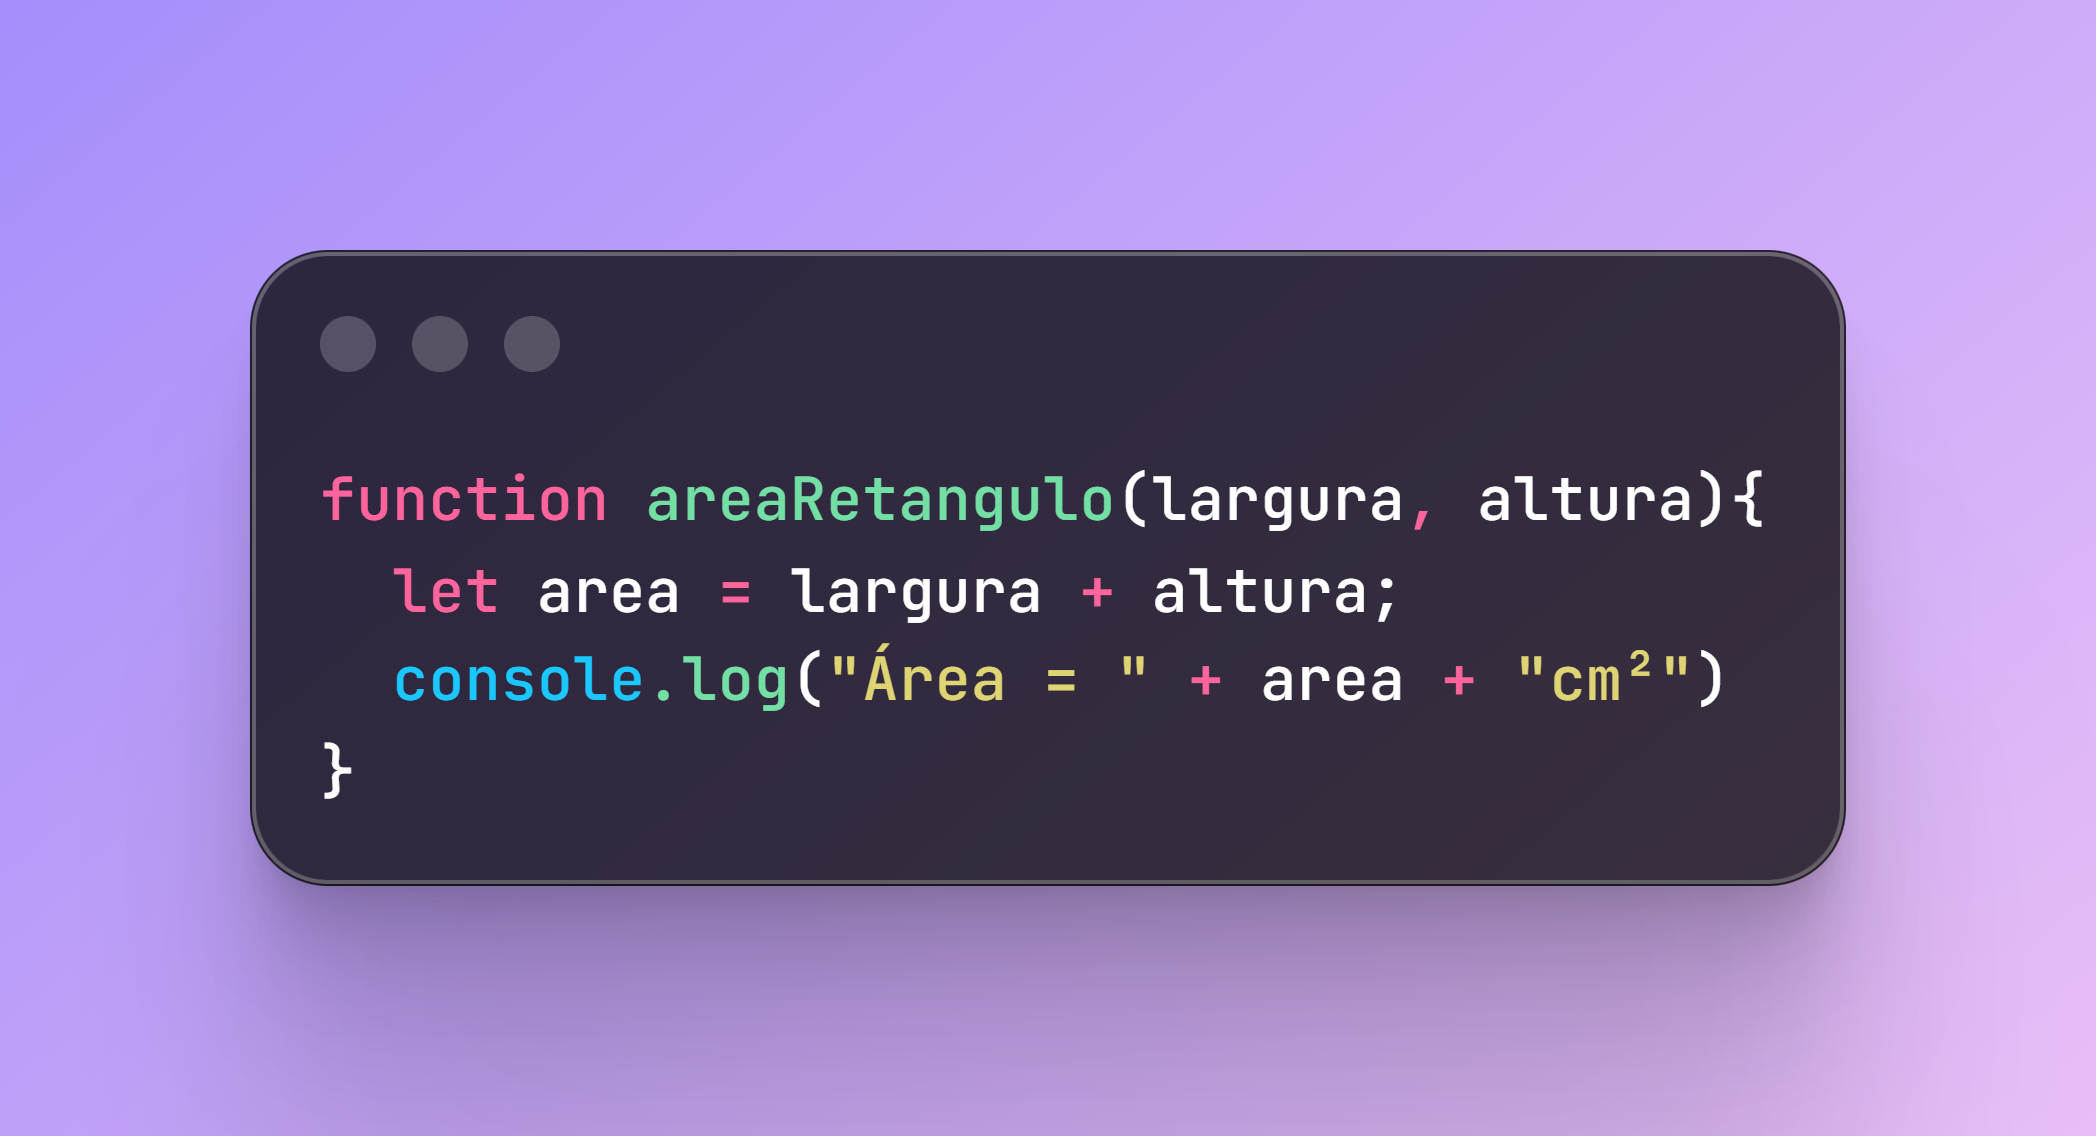 function areaRetangulo(largura, altura){
  let area = largura + altura;
  console.log("Área = " + area + "cm²")
}